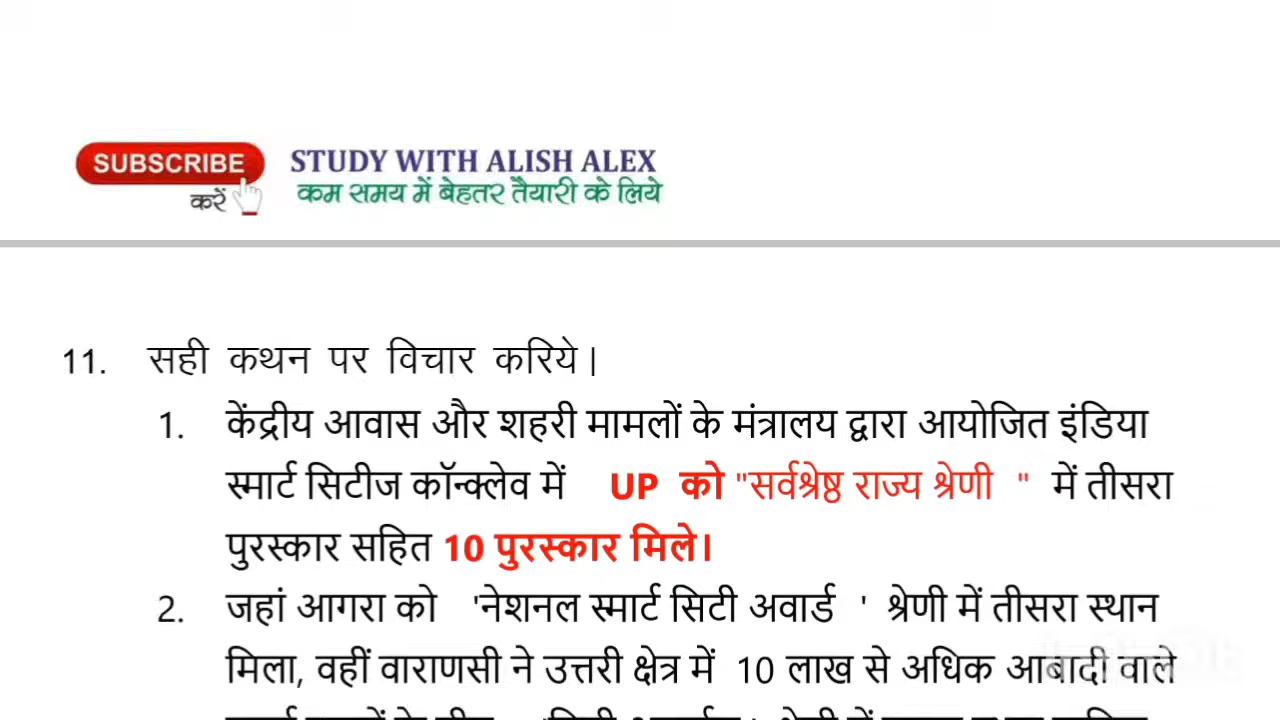 SUBSCRIBE
करें
STUDY WITH ALISH ALEX
कम समय में बेहतर तैयारी के लिये
11. सही कथन पर विचार करिये।
1. केंद्रीय आवास और शहरी मामलों के मंत्रालय द्वारा आयोजित इंडिया
स्मार्ट सिटीज कॉन्क्लेव में UP को "सर्वश्रेष्ठ राज्य श्रेणी " में तीसरा
पुरस्कार सहित 10 पुरस्कार मिले।
2. जहां आगरा को 'नेशनल स्मार्ट सिटी अवार्ड ' श्रेणी में तीसरा स्थान
मिला, वहीं वाराणसी ने उत्तरी क्षेत्र में 10 लाख से अधिक आबादी वाले